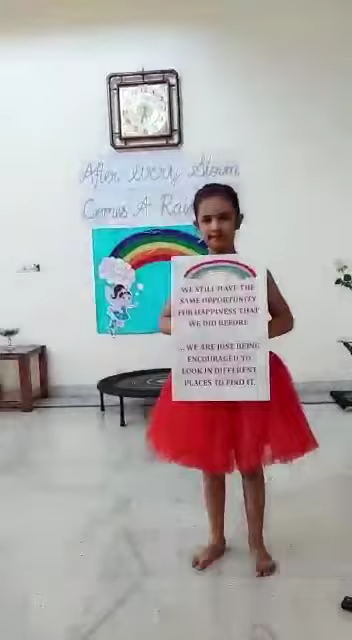 After every Storm
Comes A Rai
WE STILL HAVE THE
SAME OPPORTUNITY
FOR HAPPINESS THAT
WE DID BEFORE
... WE ARE JUST BEING
ENCOURAGED TO
LOOK IN DIFFERENT
PLACES TO FIND IT.